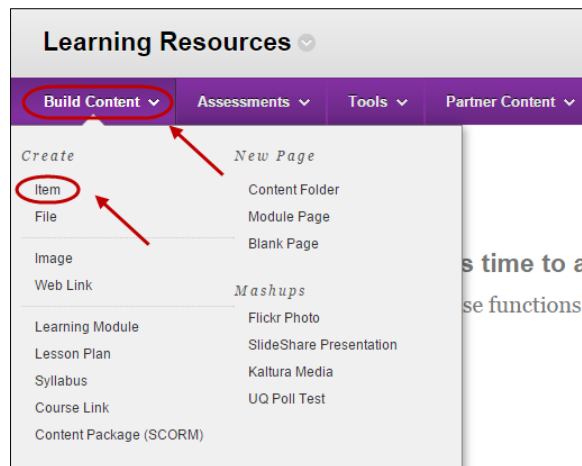 Learning Resources
Build Content
Assessments
Tools
Partner Content
Create
Item
File
Image
Web Link
Learning Module
Lesson Plan
Syllabus
Course Link
Content Package (SCORM)
New Page
Content Folder
Module Page
Blank Page
Mashups
Flickr Photo
SlideShare Presentation
Kaltura Media
UQ Poll Test
s time to a
se functions